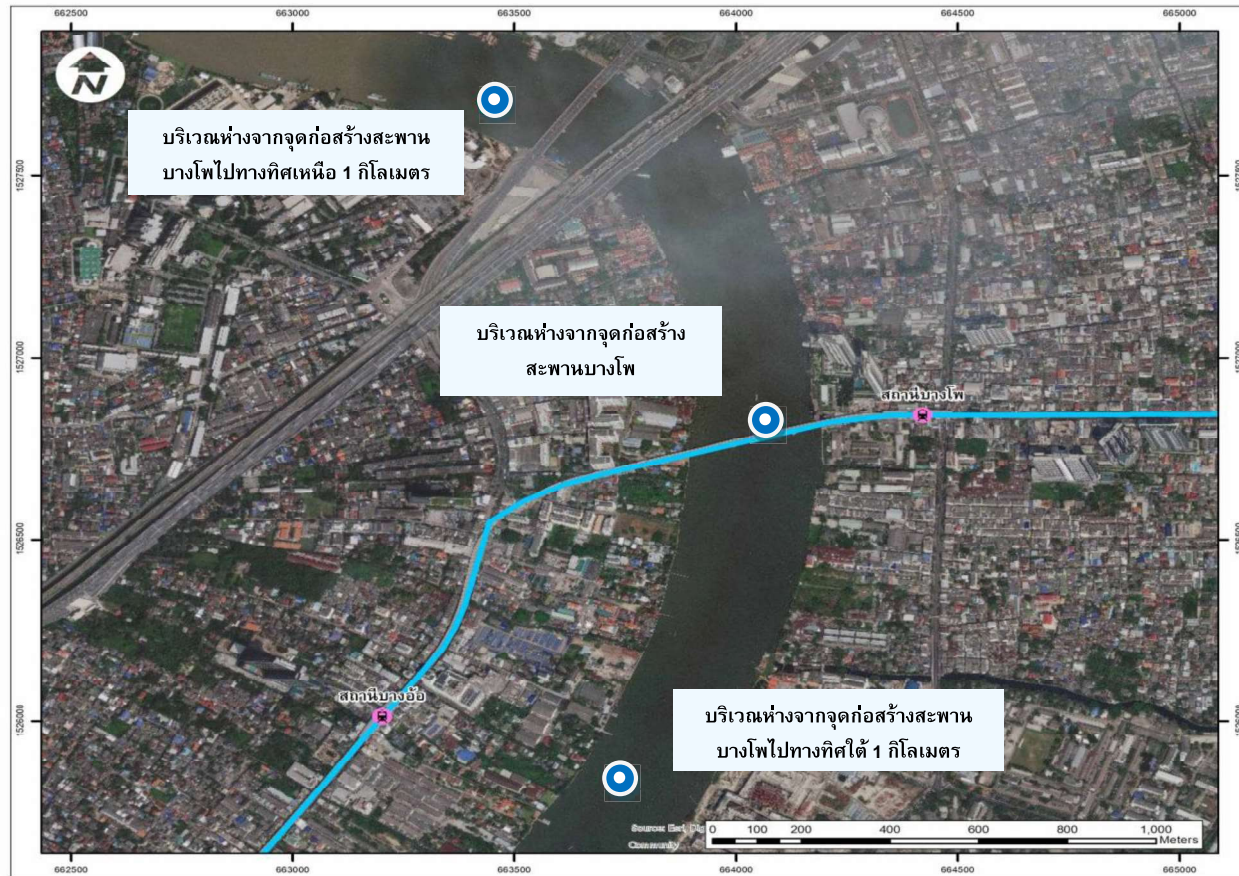 662500 663000 663500 664000 664500 665000
N
บริเวณห่างจากจุดก่อสร้างสะพาน
บางโพไปทางทิศเหนือ 1 กิโลเมตร
1527500 1527500
บริเวณห่างจากจุดก่อสร้าง
สะพานบางโพ
1527000 1527000
สถานีบางโพ
1526500 1526500
สถานีบางอ้อ
บริเวณห่างจากจุดก่อสร้างสะพาน
บางโพไปทางทิศใต้ 1 กิโลเมตร
1526000 1526000
Source: Esri,
Community
0 100 200 400 600 800 1,000
Meters
662500 663000 663500 664000 664500 665000